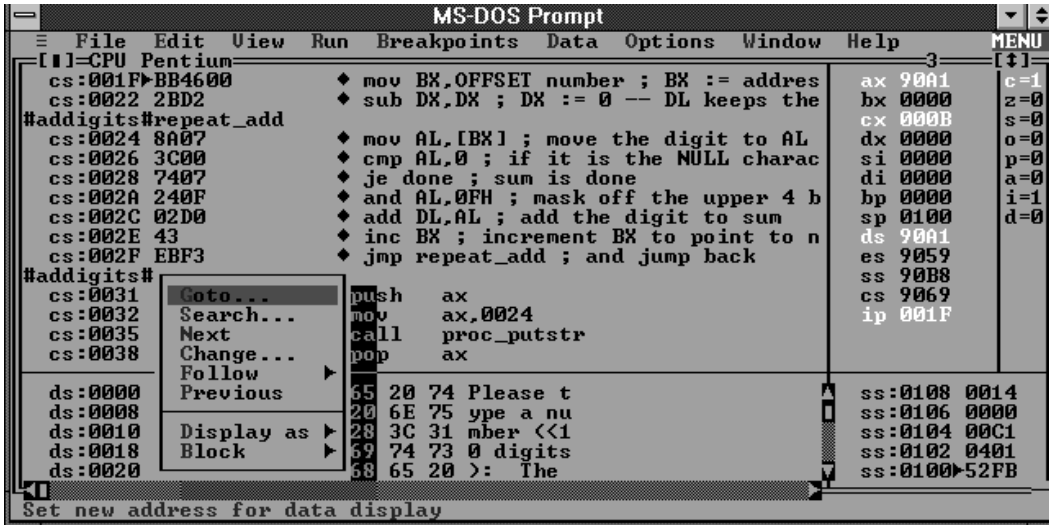 MS-DOS Prompt
≡ File Edit View Run Breakpoints Data Options Window Help MENU
[∎]=CPU Pentium 3 [↕]
cs:001F►BB4600 ♦ mov BX,OFFSET number ; BX := addres ax 90A1 c=1
cs:0022 2BD2 ♦ sub DX,DX ; DX := 0 -- DL keeps the bx 0000 z=0
#addigits#repeat_add cx 000B s=0
cs:0024 8A07 ♦ mov AL,[BX] ; move the digit to AL dx 0000 o=0
cs:0026 3C00 ♦ cmp AL,0 ; if it is the NULL charac si 0000 p=0
cs:0028 7407 ♦ je done ; sum is done di 0000 a=0
cs:002A 240F ♦ and AL,0FH ; mask off the upper 4 b bp 0000 i=1
cs:002C 02D0 ♦ add DL,AL ; add the digit to sum sp 0100 d=0
cs:002E 43 ♦ inc BX ; increment BX to point to n ds 90A1
cs:002F EBF3 ♦ jmp repeat_add ; and jump back es 9059
#addigits# ss 90B8
cs:0031 Goto... push ax cs 9069
cs:0032 Search... mov ax,0024 ip 001F
cs:0035 Next call proc_putstr
cs:0038 Change... pop ax
Follow ►
ds:0000 Previous 65 20 74 Please t ss:0108 0014
ds:0008 20 6E 75 ype a nu ss:0106 0000
ds:0010 Display as ► 28 3C 31 mber <<1 ss:0104 00C1
ds:0018 Block ► 69 74 73 0 digits ss:0102 0401
ds:0020 68 65 20 ): The ss:0100►52FB
Set new address for data display